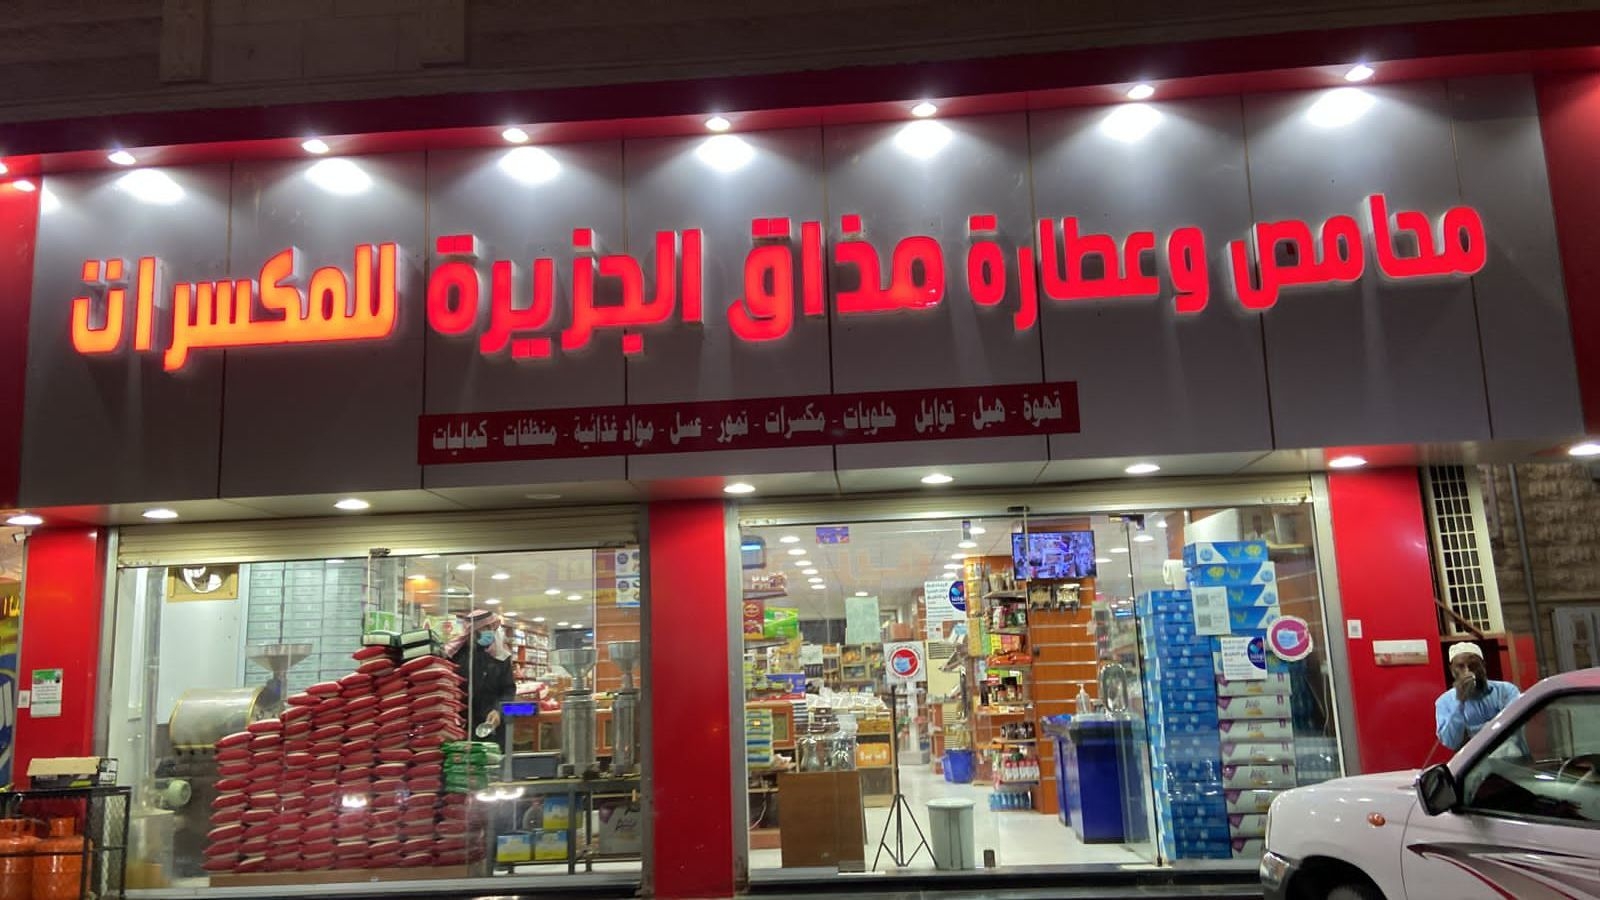 محامص وعطارة مذاق الجزيرة للمكسرات
قهوة - هيل - توابل حلويات - مكسرات - تمور - عسل - مواد غذائية - منظفات - كماليات